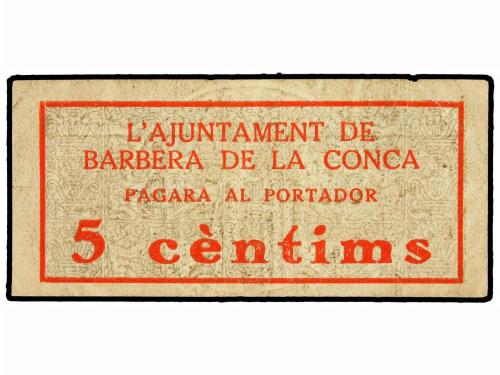 L'AJUNTAMENT DE
BARBERA DE LA CONCA
PAGARA AL PORTADOR
5 cèntims